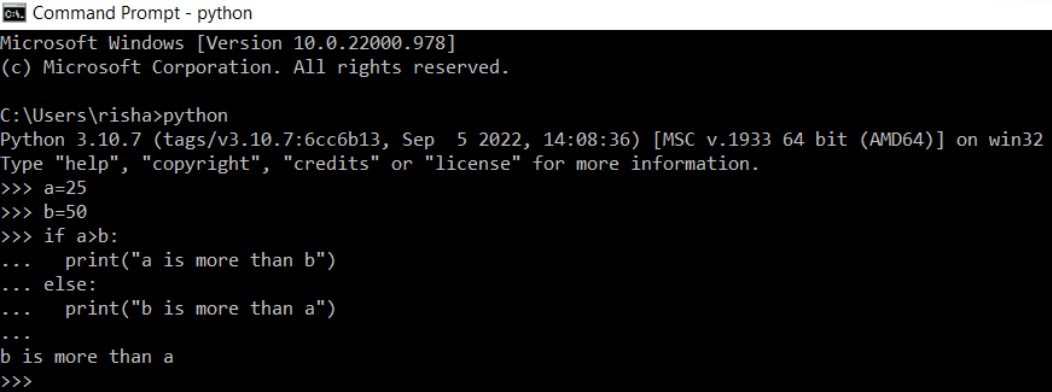 Command Prompt - python
Microsoft Windows [Version 10.0.22000.978]
(c) Microsoft Corporation. All rights reserved.
C:\Users\risha>python
Python 3.10.7 (tags/v3.10.7:6cc6b13, Sep  5 2022, 14:08:36) [MSC v.1933 64 bit (AMD64)] on win32
Type "help", "copyright", "credits" or "license" for more information.
>>> a=25
>>> b=50
>>> if a>b:
...   print("a is more than b")
... else:
...   print("b is more than a")
...
b is more than a
>>>